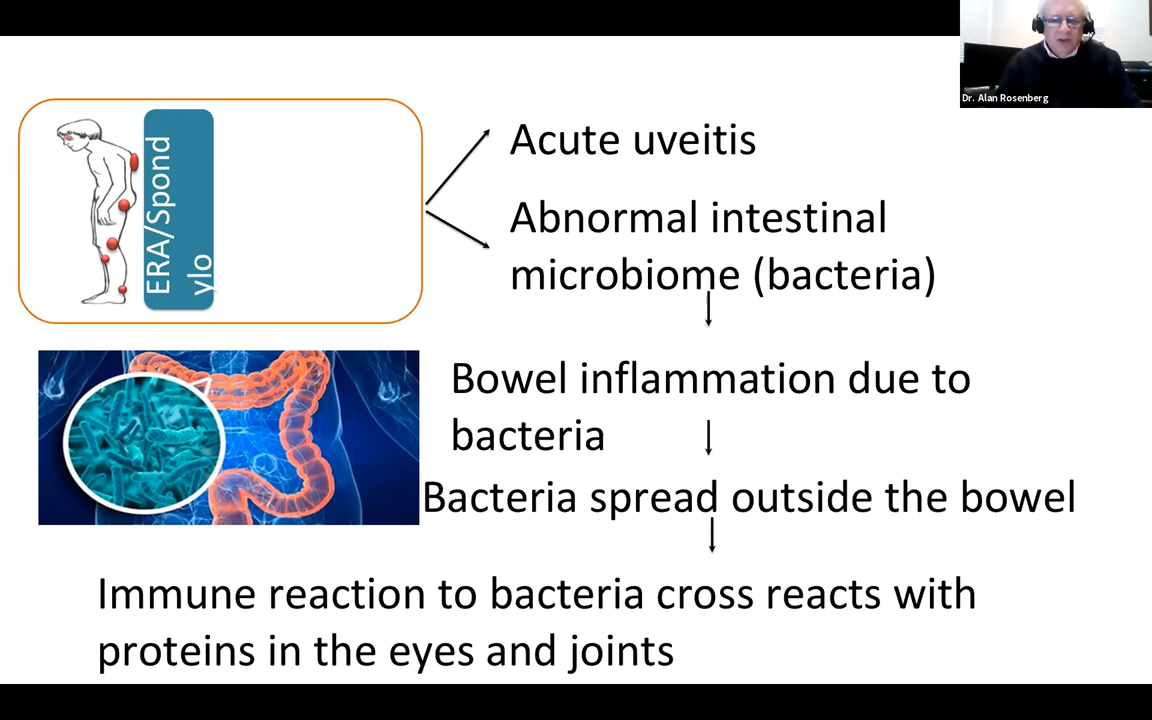 Dr. Alan Rosenberg
ERA/Spond
ylo
Acute uveitis
Abnormal intestinal
microbiome (bacteria)
Bowel inflammation due to
bacteria
Bacteria spread outside the bowel
Immune reaction to bacteria cross reacts with
proteins in the eyes and joints